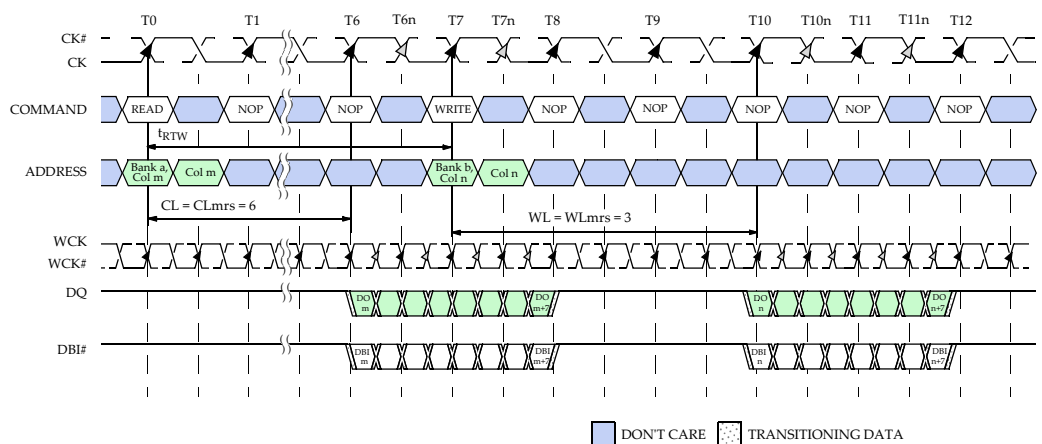 T0 T1 T6 T6n T7 T7n T8 T9 T10 T10n T11 T11n T12
CK#
CK
COMMAND READ NOP NOP WRITE NOP NOP NOP NOP NOP
tRTW
ADDRESS Bank a, Col m Col m Bank b, Col n Col n
CL = CLmrs = 6 WL = WLmrs = 3
WCK
WCK#
DQ DO m DO m+7 DO n DO n+7
DBI# DBI m DBI m+7 DBI n DBI n+7
DON'T CARE TRANSITIONING DATA